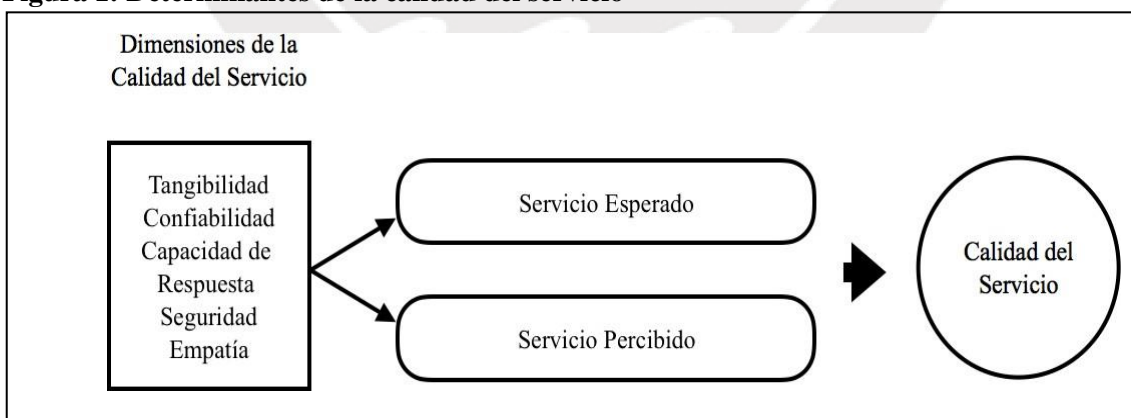 Figura 1: Determinantes de la calidad del servicio
Dimensiones de la
Calidad del Servicio
Tangibilidad
Confiabilidad
Capacidad de
Respuesta
Seguridad
Empatía
Servicio Esperado
Servicio Percibido
Calidad del
Servicio